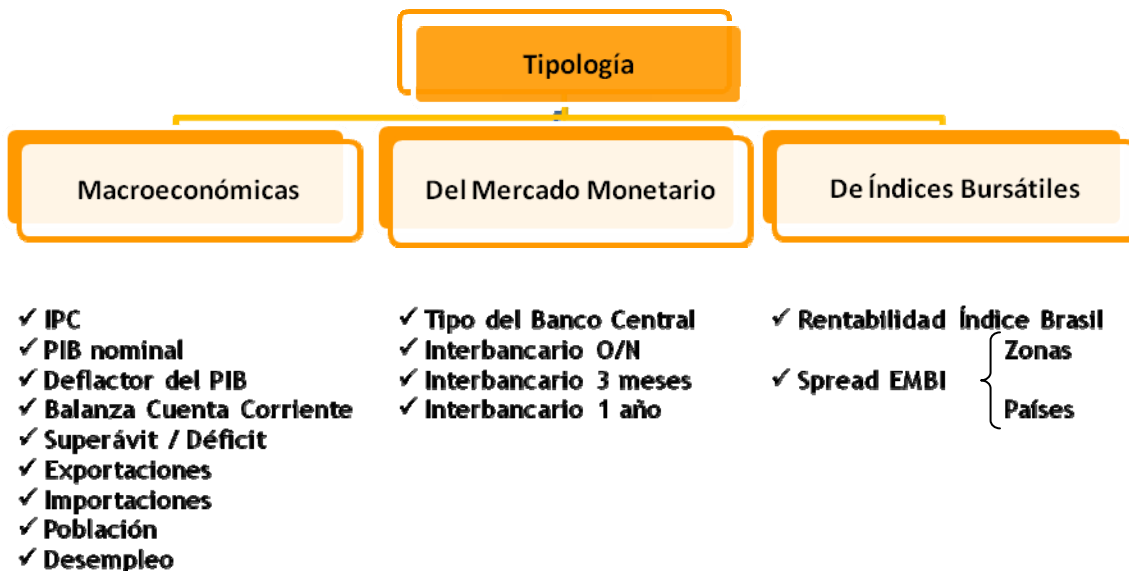 Tipología
Macroeconómicas
Del Mercado Monetario
De Índices Bursátiles
✓ IPC
✓ PIB nominal
✓ Deflactor del PIB
✓ Balanza Cuenta Corriente
✓ Superávit / Déficit
✓ Exportaciones
✓ Importaciones
✓ Población
✓ Desempleo
✓ Tipo del Banco Central
✓ Interbancario O/N
✓ Interbancario 3 meses
✓ Interbancario 1 año
✓ Rentabilidad Índice Brasil
✓ Spread EMBI
Zonas
Países